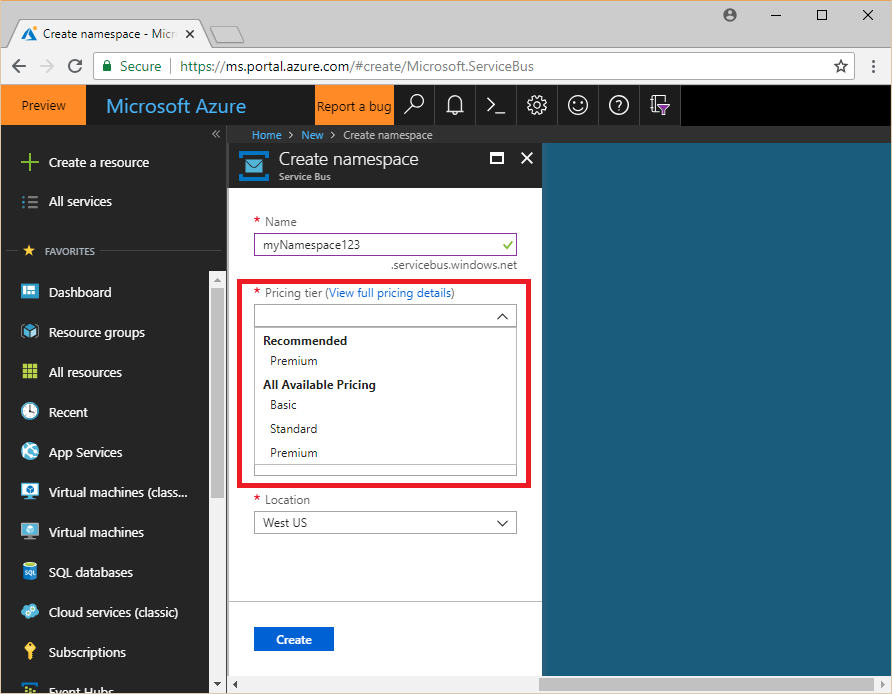 Create namespace - Micr
Secure https://ms.portal.azure.com/#create/Microsoft.ServiceBus
Preview Microsoft Azure Report a bug
Home > New > Create namespace
Create a resource
All services
FAVORITES
Dashboard
Resource groups
All resources
Recent
App Services
Virtual machines (class...
Virtual machines
SQL databases
Cloud services (classic)
Subscriptions
Event Hubs
Create namespace
Service Bus
* Name
myNamespace123
.servicebus.windows.net
* Pricing tier (View full pricing details)
Recommended
Premium
All Available Pricing
Basic
Standard
Premium
* Location
West US
Create